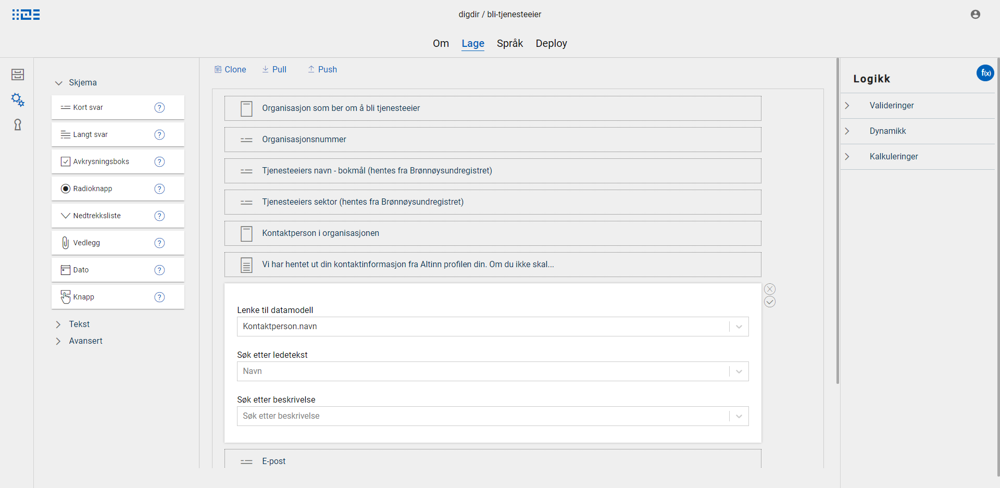 digdir / bli-tjenesteeier
Om Lage Språk Deploy
Clone Pull Push
Skjema
Kort svar ?
Langt svar ?
Avkrysningsboks ?
Radioknapp ?
Nedtrekksliste ?
Vedlegg ?
Dato ?
Knapp ?
Tekst
Avansert
Organisasjon som ber om å bli tjenesteeier
Organisasjonsnummer
Tjenesteeiers navn - bokmål (hentes fra Brønnøysundregistret)
Tjenesteeiers sektor (hentes fra Brønnøysundregistret)
Kontaktperson i organisasjonen
Vi har hentet ut din kontaktinformasjon fra Altinn profilen din. Om du ikke skal...
Lenke til datamodell
Kontaktperson.navn
Søk etter ledetekst
Navn
Søk etter beskrivelse
Søk etter beskrivelse
E-post
f(x)
Logikk
Valideringer
Dynamikk
Kalkuleringer